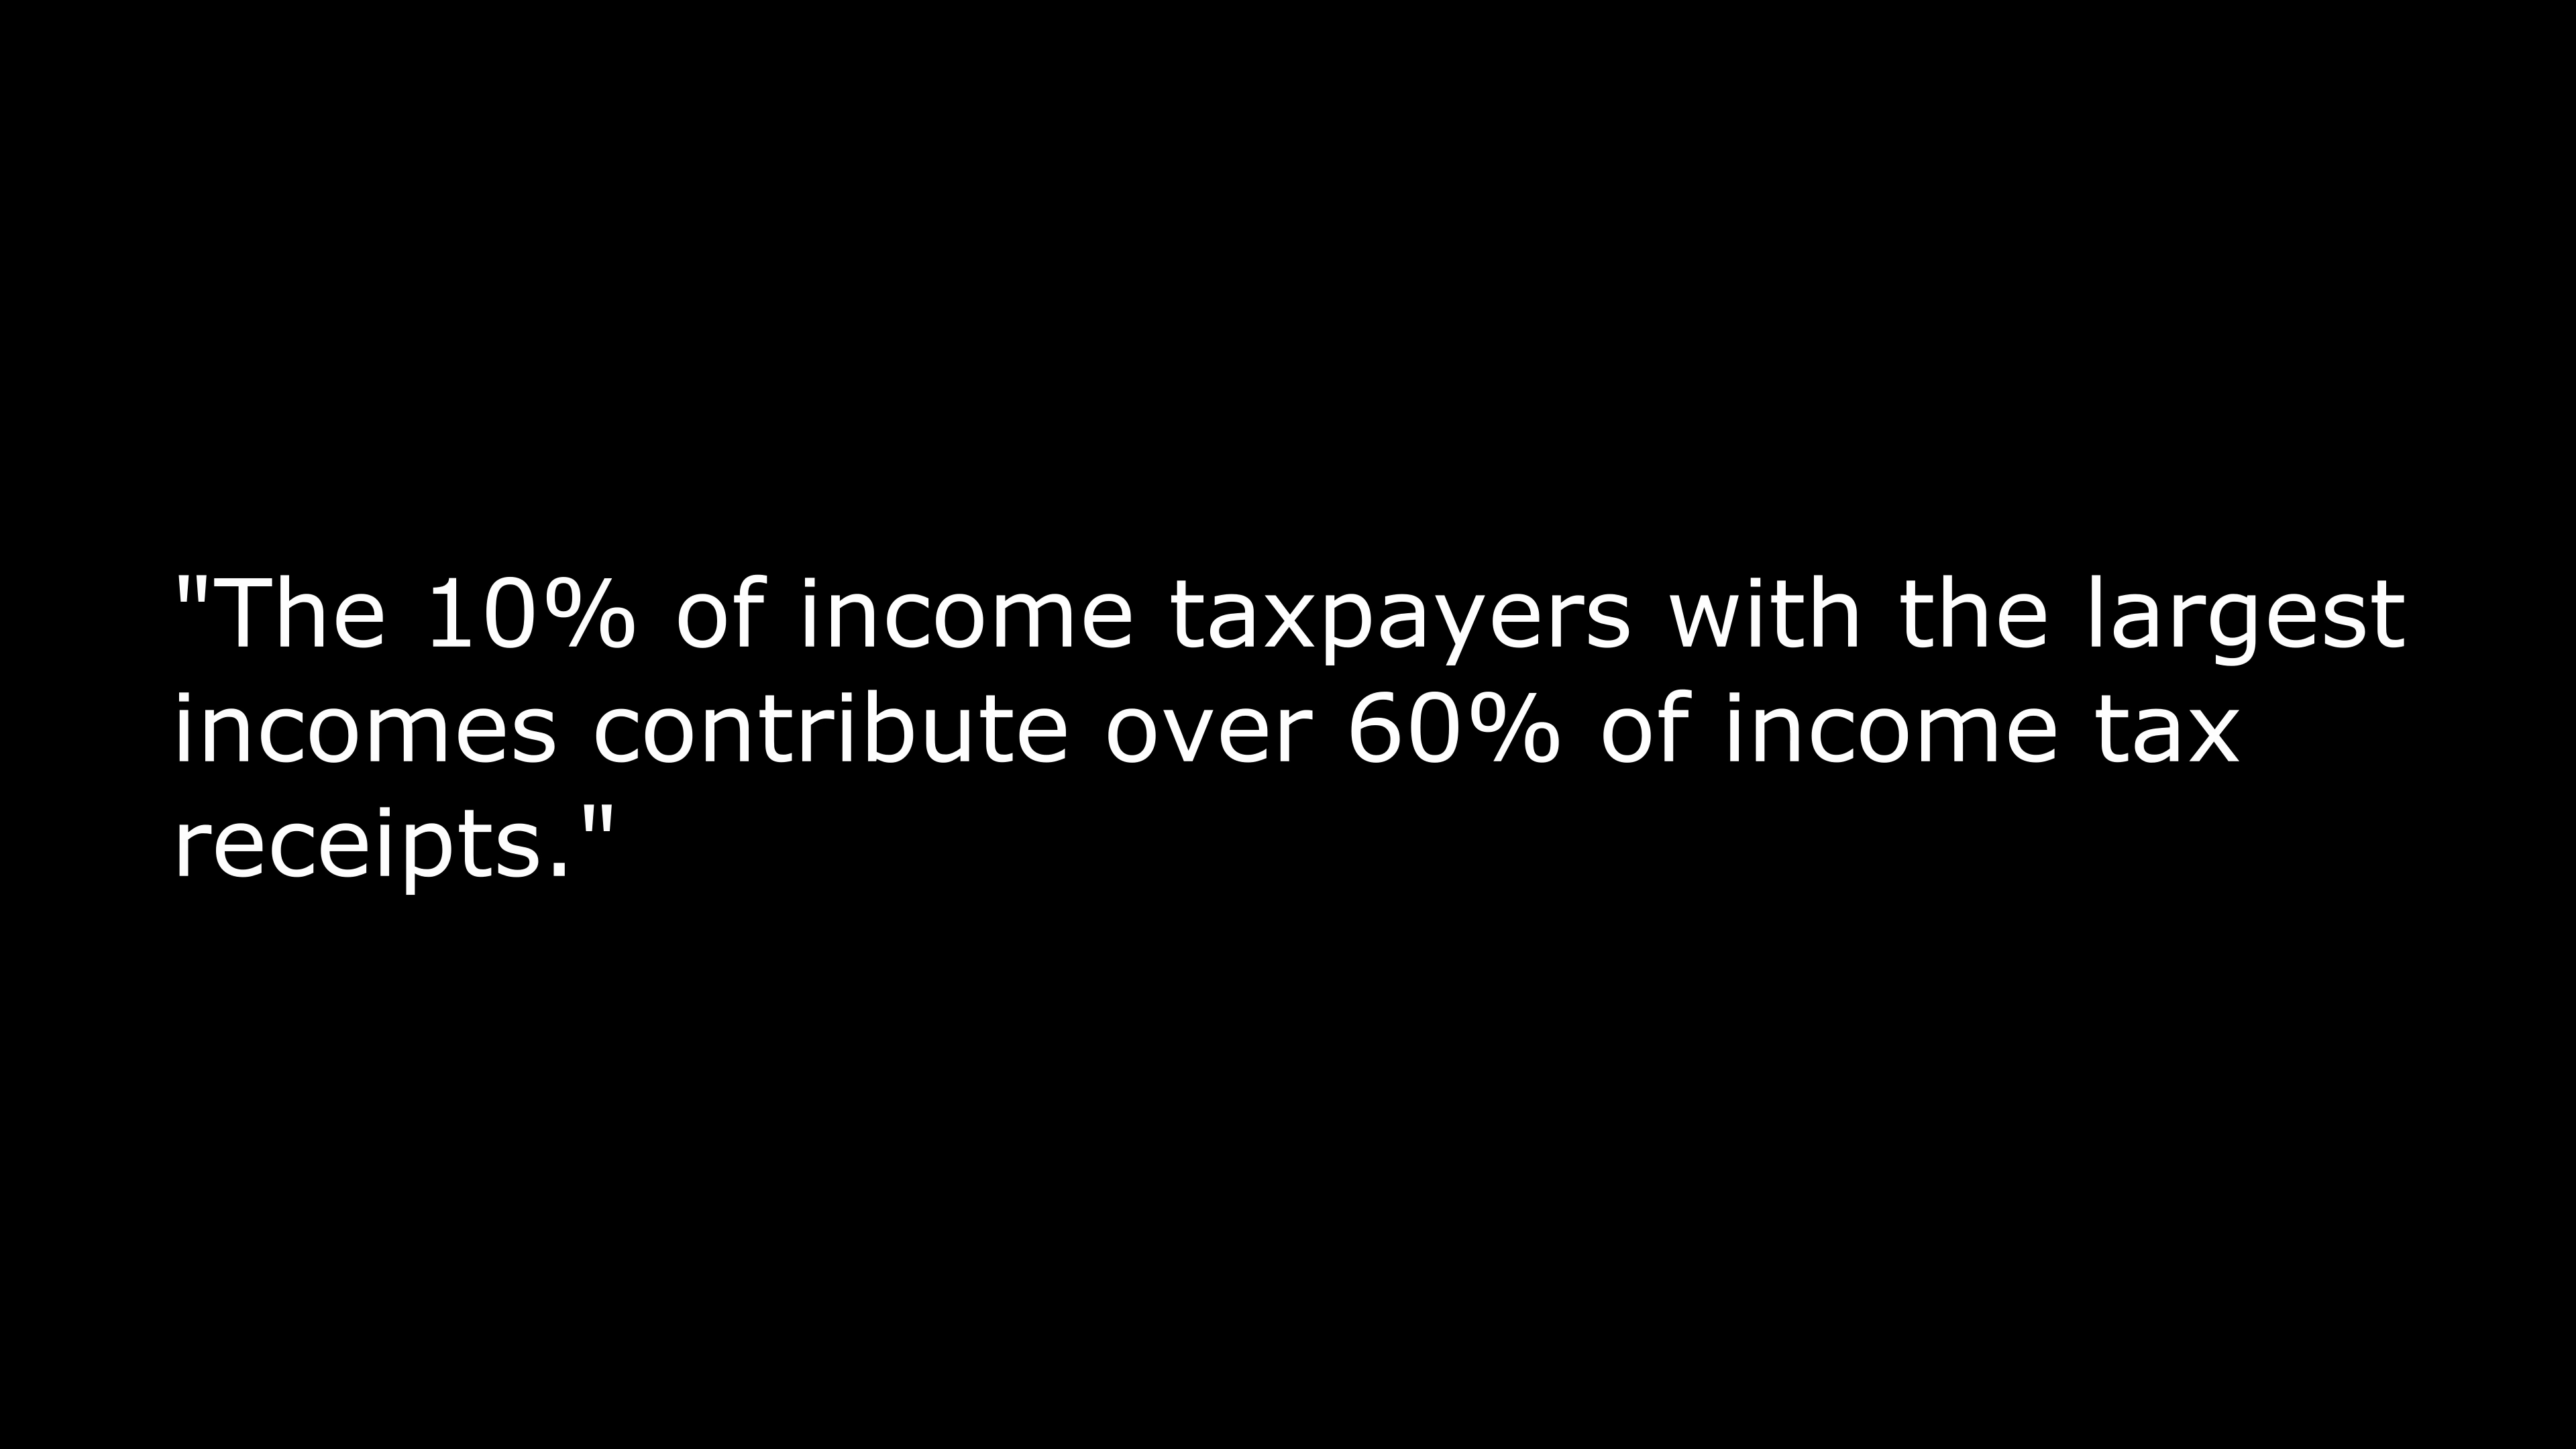 "The 10% of income taxpayers with the largest
incomes contribute over 60% of income tax
receipts."